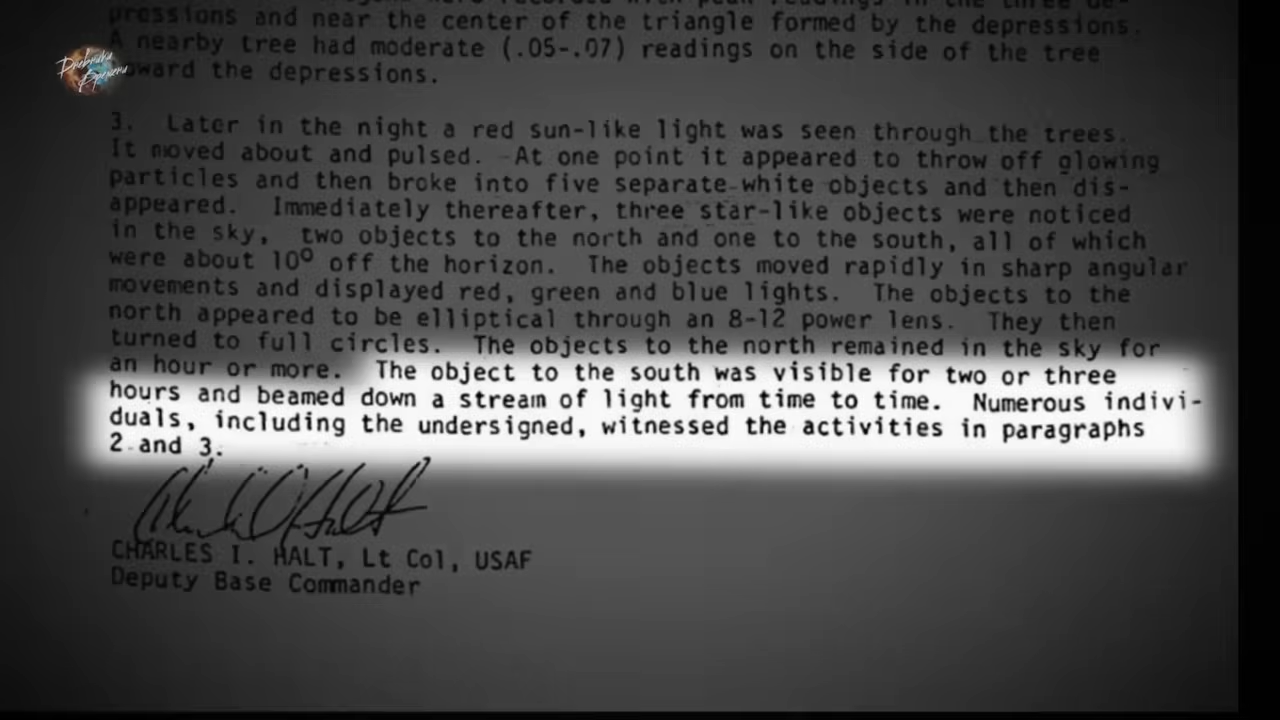 Дневники
Времени
pressions and near the center of the triangle formed by the depressions.
A nearby tree had moderate (.05-.07) readings on the side of the tree
toward the depressions.
3. Later in the night a red sun-like light was seen through the trees.
It moved about and pulsed. At one point it appeared to throw off glowing
particles and then broke into five separate white objects and then dis-
appeared. Immediately thereafter, three star-like objects were noticed
in the sky, two objects to the north and one to the south, all of which
were about 10° off the horizon. The objects moved rapidly in sharp angular
movements and displayed red, green and blue lights. The objects to the
north appeared to be elliptical through an 8-12 power lens. They then
turned to full circles. The objects to the north remained in the sky for
an hour or more. The object to the south was visible for two or three
hours and beamed down a stream of light from time to time. Numerous indivi-
duals, including the undersigned, witnessed the activities in paragraphs
2 and 3.
CHARLES I. HALT, Lt Col, USAF
Deputy Base Commander